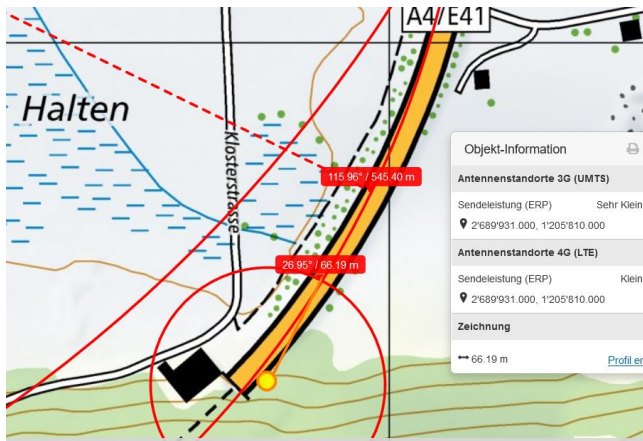 A4/E41
Halten
Klosterstrasse
115.96° / 545.40 m
26.95° / 66.19 m
Objekt-Information
Antennenstandorte 3G (UMTS)
Sendeleistung (ERP) Sehr Klein
2'689'931.000, 1'205'810.000
Antennenstandorte 4G (LTE)
Sendeleistung (ERP) Klein
2'689'931.000, 1'205'810.000
Zeichnung
66.19 m Profil er